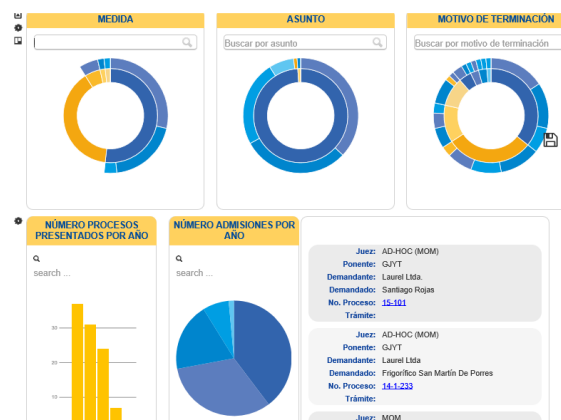 MEDIDA
ASUNTO
MOTIVO DE TERMINACIÓN
Buscar por asunto
Buscar por motivo de terminación
NÚMERO PROCESOS
PRESENTADOS POR AÑO
NÚMERO ADMISIONES POR
AÑO
search ...
search ...
Juez: AD-HOC (MOM)
Ponente: GJYT
Demandante: Laurel Ltda.
Demandado: Santiago Rojas
No. Proceso: 15-101
Trámite:
Juez: AD-HOC (MOM)
Ponente: GJYT
Demandante: Laurel Ltda
Demandado: Frigorífico San Martín De Porres
No. Proceso: 14-1-233
Trámite:
Juez: MOM